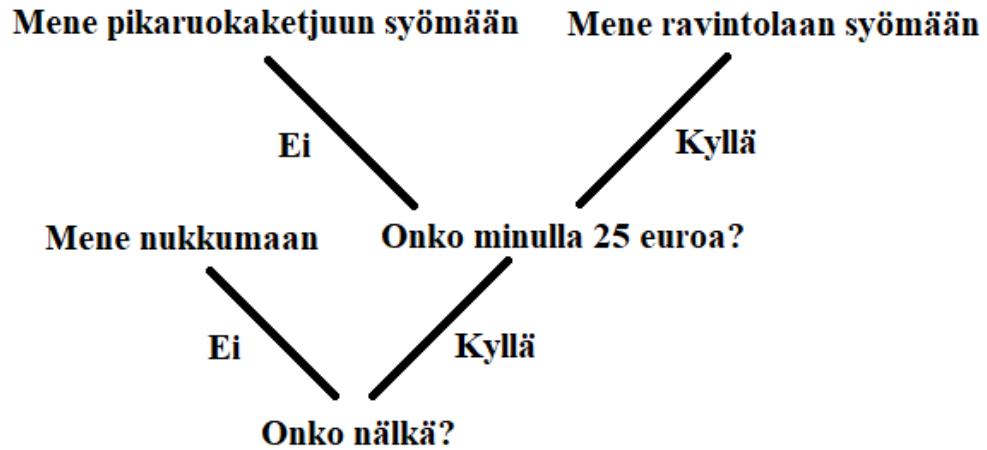 Mene pikaruokaketjuun syömään
Mene ravintolaan syömään
Ei
Kyllä
Mene nukkumaan
Onko minulla 25 euroa?
Ei
Kyllä
Onko nälkä?